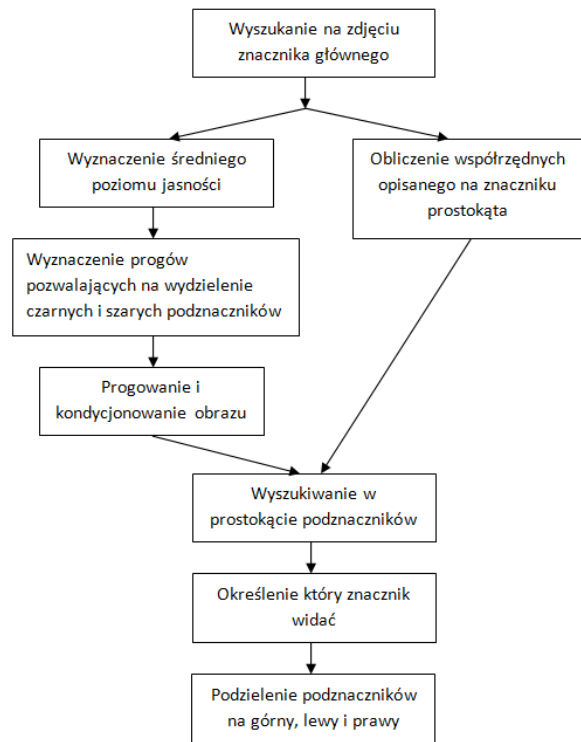 Wyszukanie na zdjęciu
znacznika głównego
Wyznaczenie średniego
poziomu jasności
Obliczenie współrzędnych
opisanego na znaczniku
prostokąta
Wyznaczenie progów
pozwalających na wydzielenie
czarnych i szarych podznaczników
Progowanie i
kondycjonowanie obrazu
Wyszukiwanie w
prostokącie podznaczników
Określenie który znacznik
widać
Podzielenie podznaczników
na górny, lewy i prawy